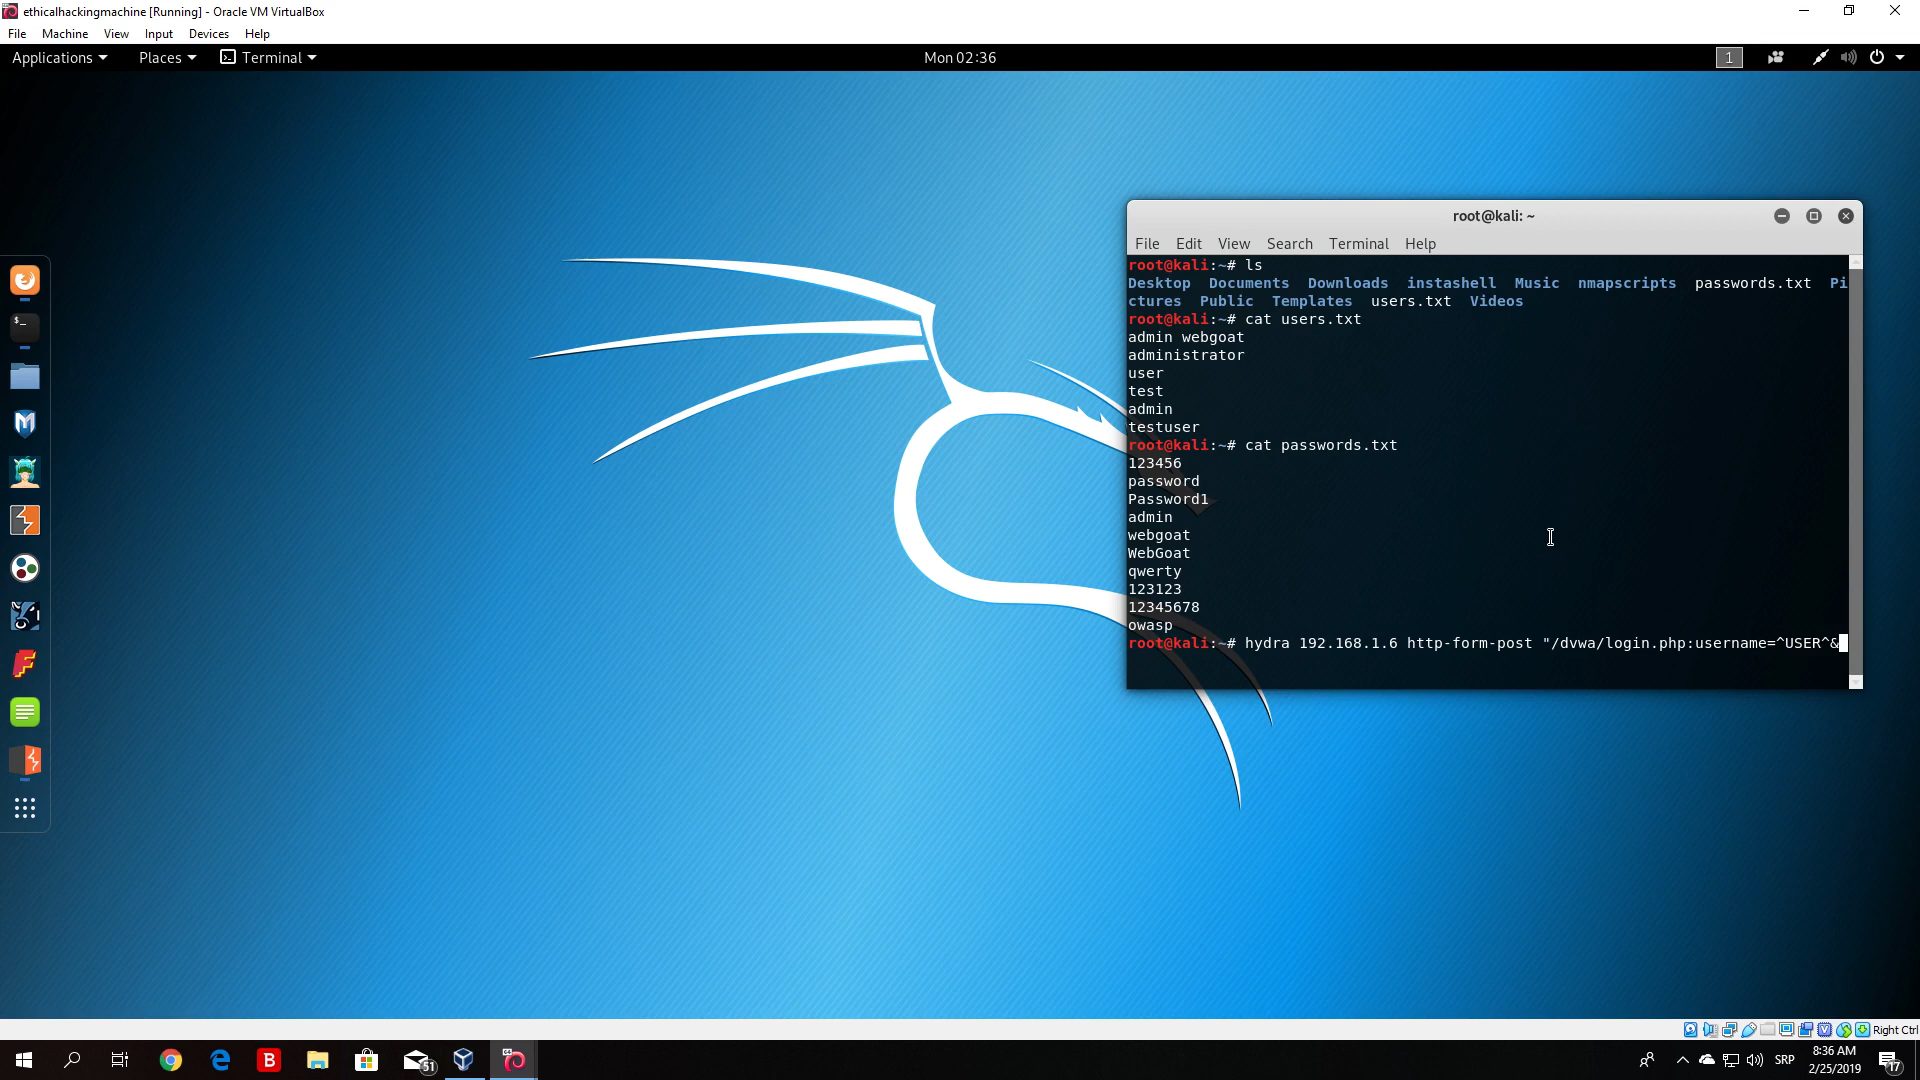 ethicalhackingmachine [Running] - Oracle VM VirtualBox
File Machine View Input Devices Help
Applications Places Terminal Mon 02:36 1
root@kali: ~
File Edit View Search Terminal Help
root@kali:~# ls
Desktop Documents Downloads instashell Music nmapscripts passwords.txt Pi
ctures Public Templates users.txt Videos
root@kali:~# cat users.txt
admin webgoat
administrator
user
test
admin
testuser
root@kali:~# cat passwords.txt
123456
password
Password1
admin
webgoat
WebGoat
qwerty
123123
12345678
owasp
root@kali:~# hydra 192.168.1.6 http-form-post "/dvwa/login.php:username=^USER^&
Right Ctrl
51
SRP
8:36 AM
2/25/2019
17